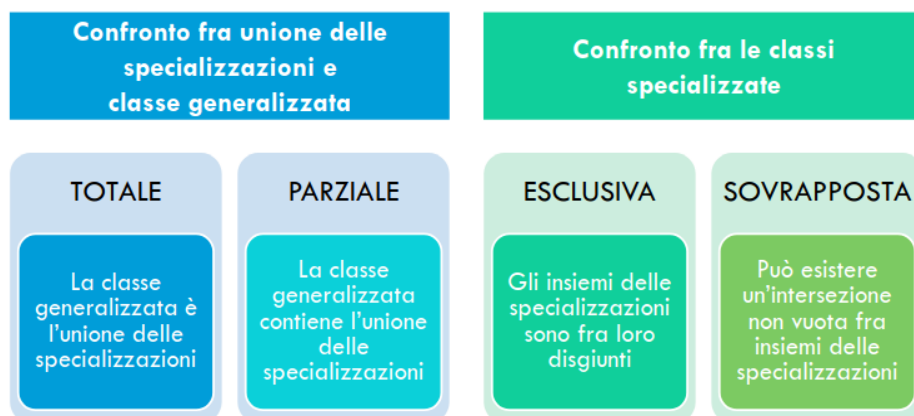 Confronto fra unione delle
specializzazioni e
classe generalizzata
Confronto fra le classi
specializzate
TOTALE
La classe
generalizzata è
l'unione delle
specializzazioni
PARZIALE
La classe
generalizzata
contiene l'unione
delle
specializzazioni
ESCLUSIVA
Gli insiemi delle
specializzazioni
sono fra loro
disgiunti
SOVRAPPOSTA
Può esistere
un'intersezione
non vuota fra
insiemi delle
specializzazioni